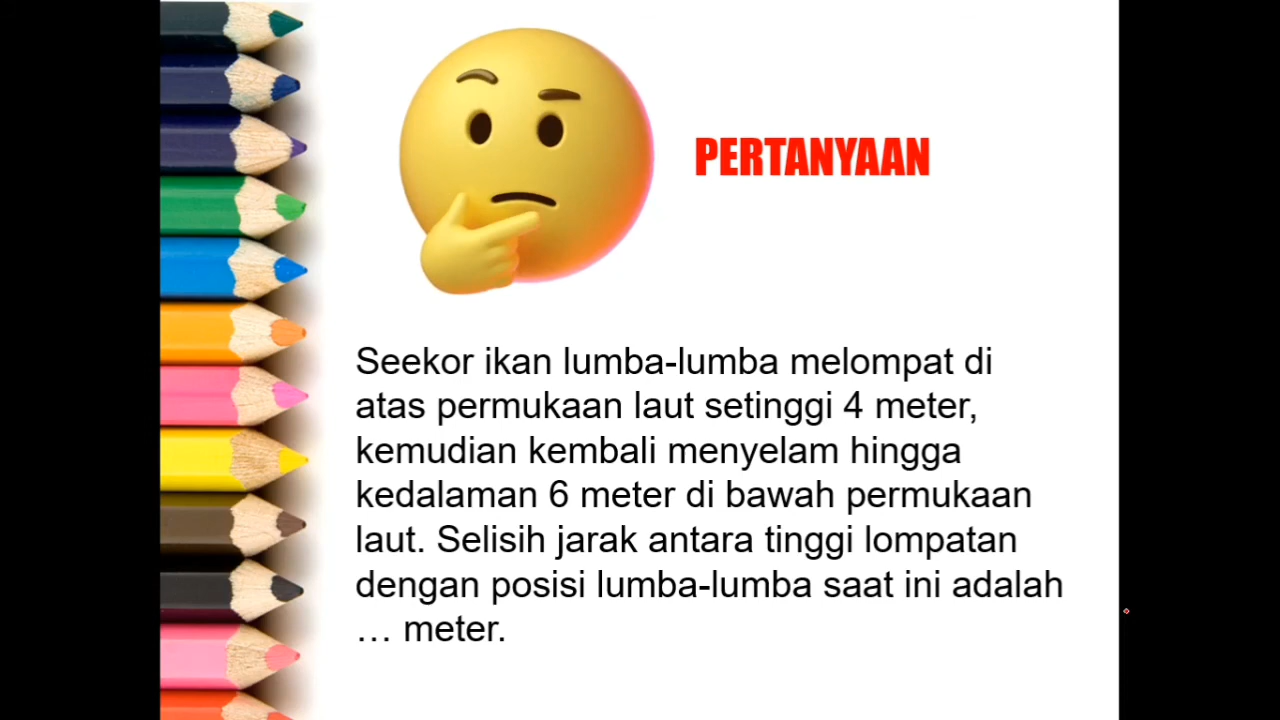 PERTANYAAN
Seekor ikan lumba-lumba melompat di
atas permukaan laut setinggi 4 meter,
kemudian kembali menyelam hingga
kedalaman 6 meter di bawah permukaan
laut. Selisih jarak antara tinggi lompatan
dengan posisi lumba-lumba saat ini adalah
… meter.